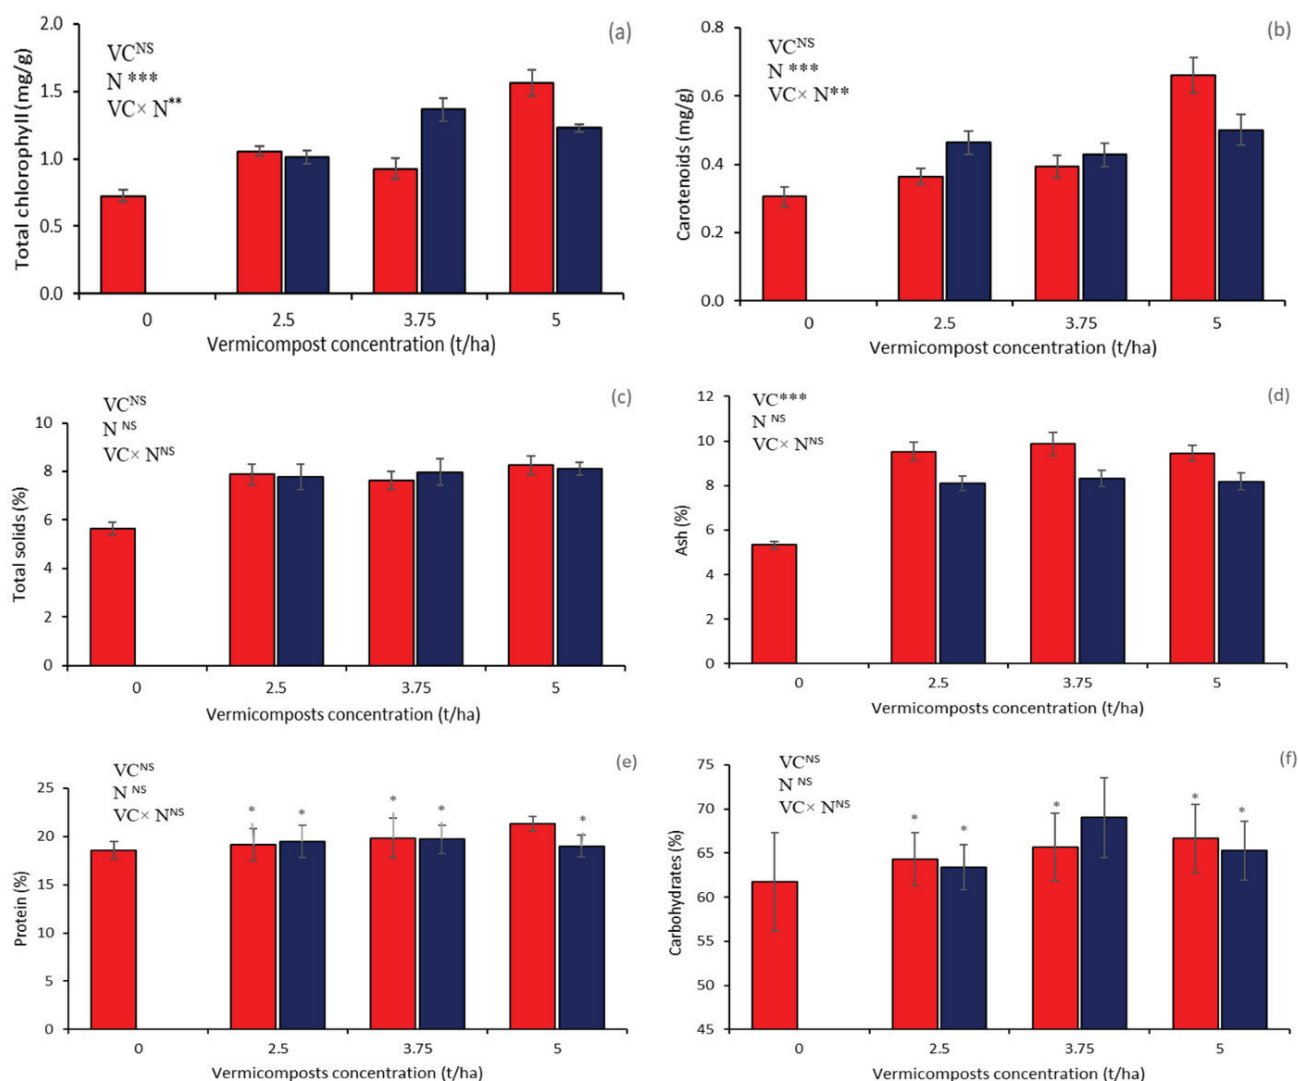 (a)
VC^NS
N ***
VC× N**
Total chlorophyll (mg/g)
2.0
1.5
1.0
0.5
0.0
0 2.5 3.75 5
Vermicompost concentration (t/ha)
(b)
VC^NS
N ***
VC× N**
Carotenoids (mg/g)
0.8
0.6
0.4
0.2
0.0
0 2.5 3.75 5
Vermicompost concentration (t/ha)
(c)
VC^NS
N ^NS
VC× N^NS
Total solids (%)
10
8
6
4
2
0
0 2.5 3.75 5
Vermicomposts concentration (t/ha)
(d)
VC***
N ^NS
VC× N^NS
Ash (%)
12
10
8
6
4
2
0
0 2.5 3.75 5
Vermicomposts concentration (t/ha)
(e)
VC^NS
N ^NS
VC× N^NS
Protein (%)
25
20
15
10
5
0
* * * * *
0 2.5 3.75 5
Vermicomposts concentration (t/ha)
(f)
VC^NS
N ^NS
VC× N^NS
Carbohydrates (%)
75
70
65
60
55
50
45
* * * * *
0 2.5 3.75 5
Vermicomposts concentration (t/ha)